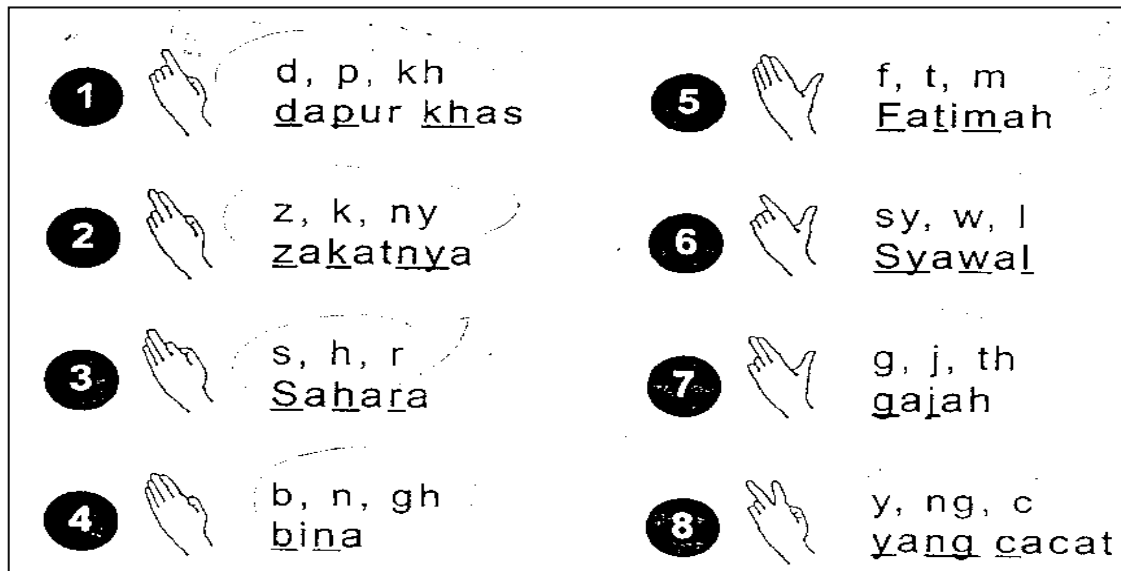 1
d, p, kh
dapur khas
2
z, k, ny
zakatnya
3
s, h, r
Sahara
4
b, n, gh
bina
5
f, t, m
Fatimah
6
sy, w, l
Syawal
7
g, j, th
gajah
8
y, ng, c
yang cacat